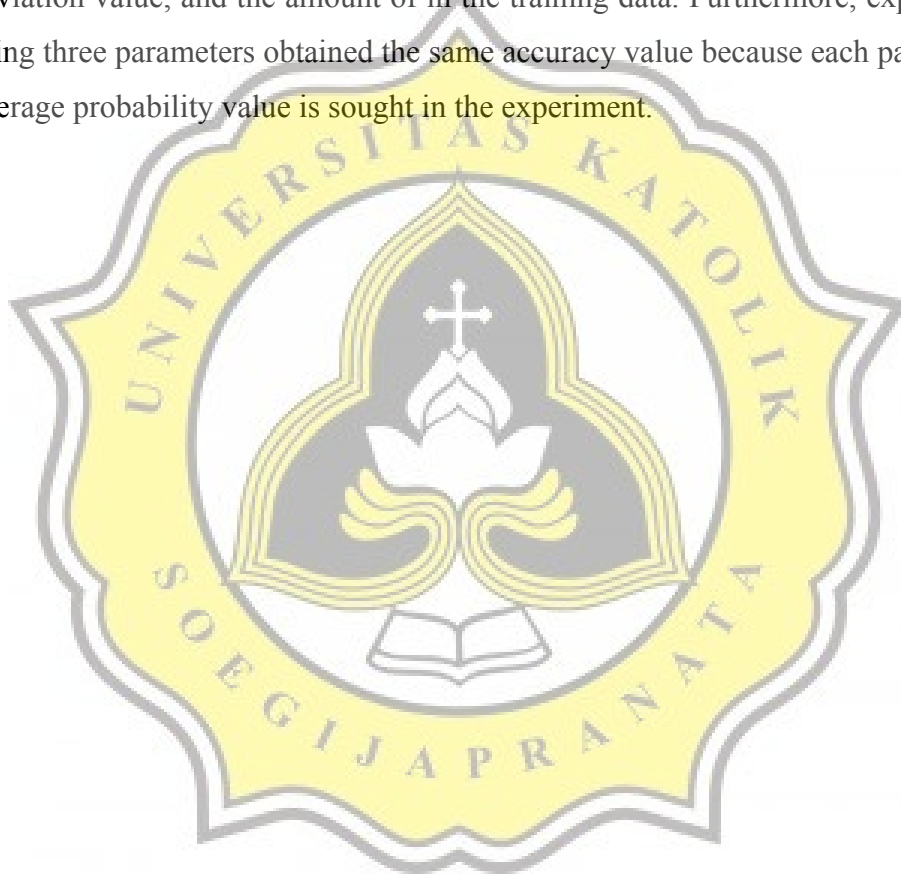 viation value, and the amount of in the training data. Furthermore, exp
ing three parameters obtained the same accuracy value because each pa
erage probability value is sought in the experiment.
UNIVERSITAS KATOLIK
SOEGIJAPRANATA